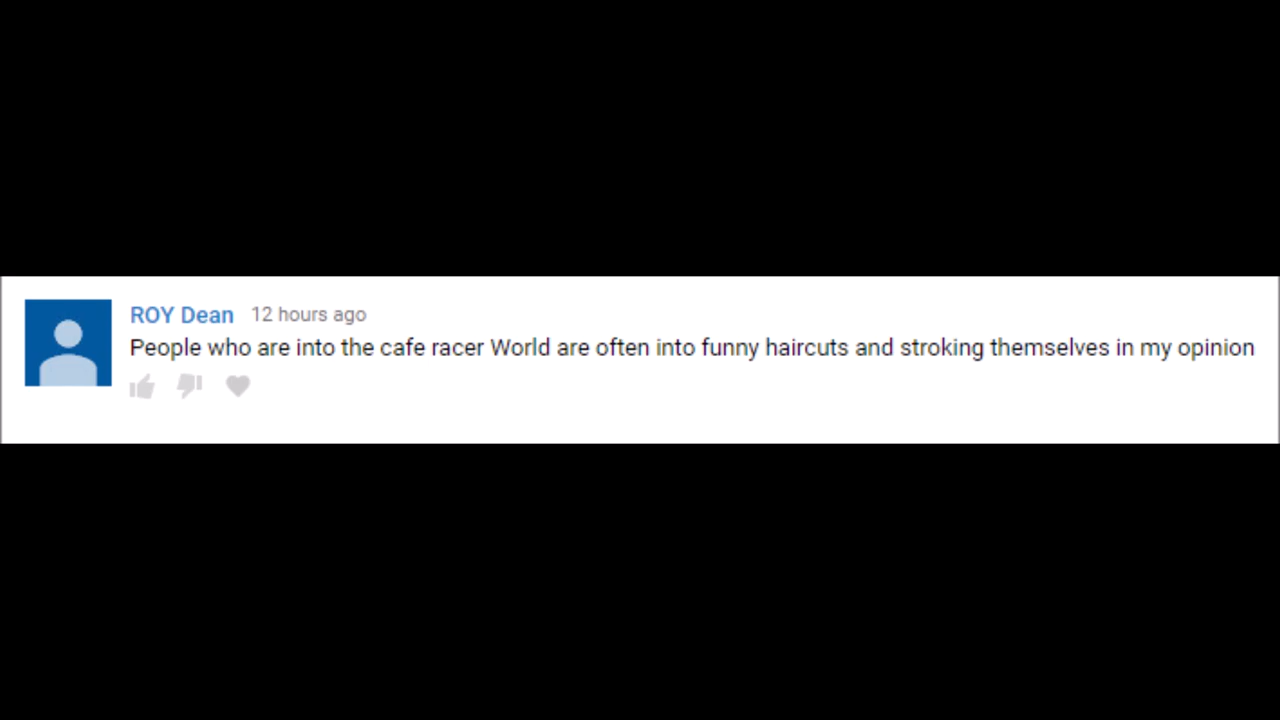 ROY Dean 12 hours ago
People who are into the cafe racer World are often into funny haircuts and stroking themselves in my opinion